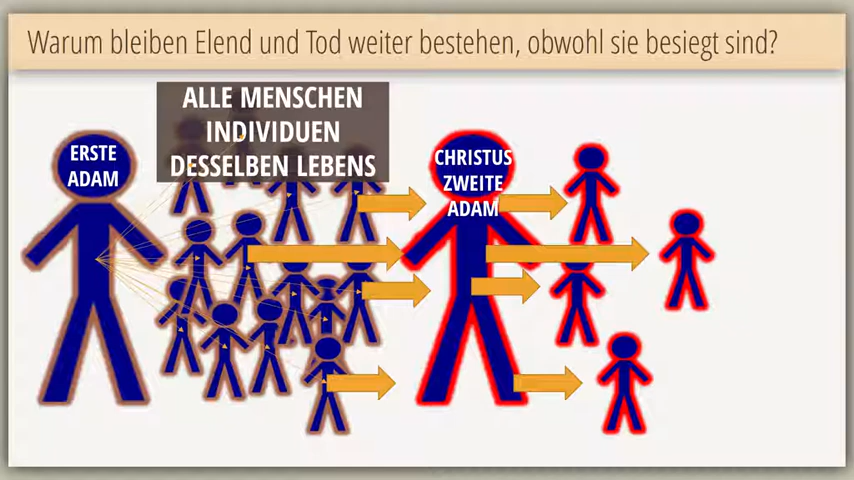 Warum bleiben Elend und Tod weiter bestehen, obwohl sie besiegt sind?
ALLE MENSCHEN
INDIVIDUEN
DESSELBEN LEBENS
ERSTE
ADAM
CHRISTUS
ZWEITE
ADAM